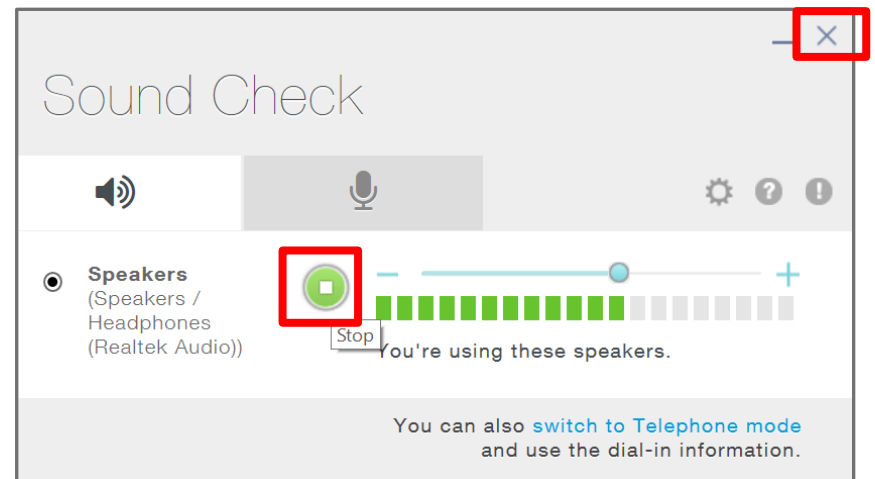 Sound Check
Speakers
(Speakers /
Headphones
(Realtek Audio))
Stop
You're using these speakers.
You can also switch to Telephone mode
and use the dial-in information.